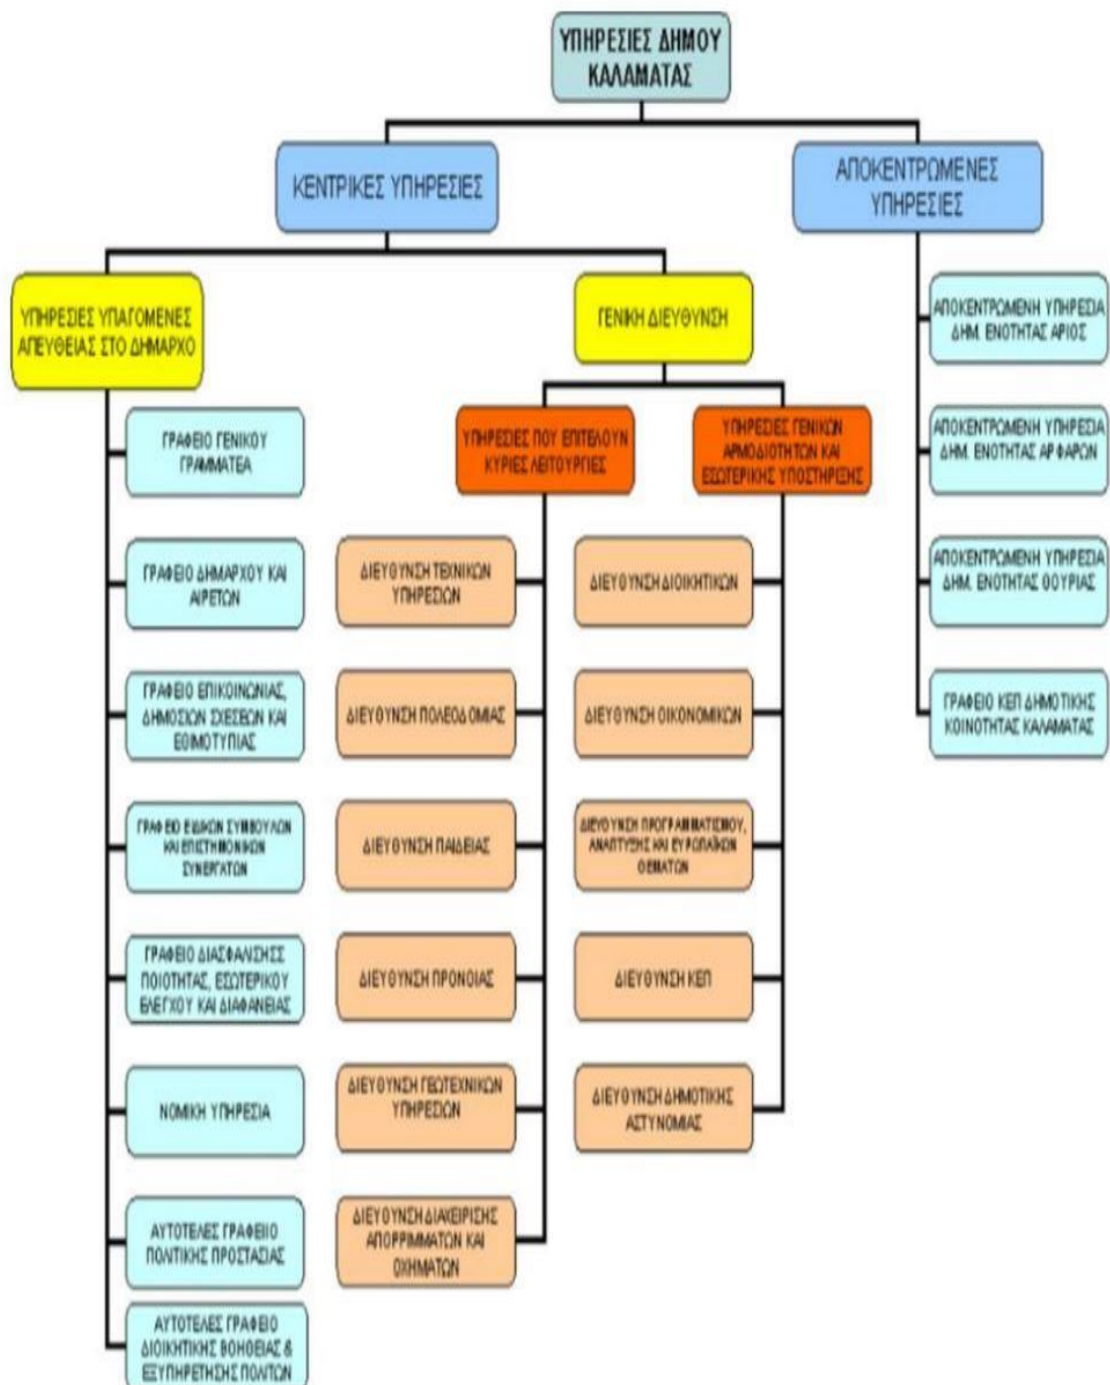 ΥΠΗΡΕΣΙΕΣ ΔΗΜΟΥ
ΚΑΛΑΜΑΤΑΣ
ΚΕΝΤΡΙΚΕΣ ΥΠΗΡΕΣΙΕΣ
ΑΠΟΚΕΝΤΡΩΜΕΝΕΣ
ΥΠΗΡΕΣΙΕΣ
ΥΠΗΡΕΣΙΕΣ ΥΠΑΓΟΜΕΝΕΣ
ΑΠΕΥΘΕΙΑΣ ΣΤΟ ΔΗΜΑΡΧΟ
ΓΕΝΙΚΗ ΔΙΕΥΘΥΝΣΗ
ΓΡΑΦΕΙΟ ΓΕΝΙΚΟΥ
ΓΡΑΜΜΑΤΕΑ
ΓΡΑΦΕΙΟ ΔΗΜΑΡΧΟΥ ΚΑΙ
ΑΙΡΕΤΩΝ
ΓΡΑΦΕΙΟ ΕΠΙΚΟΙΝΩΝΙΑΣ,
ΔΗΜΟΣΙΩΝ ΣΧΕΣΕΩΝ ΚΑΙ
ΕΘΙΜΟΤΥΠΙΑΣ
ΓΡΑΦΕΙΟ ΕΙΔΙΚΩΝ ΣΥΜΒΟΥΛΩΝ
ΚΑΙ ΕΠΙΣΤΗΜΟΝΙΚΩΝ
ΣΥΝΕΡΓΑΤΩΝ
ΓΡΑΦΕΙΟ ΔΙΑΣΦΑΛΙΣΗΣΣ
ΠΟΙΟΤΗΤΑΣ, ΕΣΩΤΕΡΙΚΟΥ
ΕΛΕΓΧΟΥ ΚΑΙ ΔΙΑΦΑΝΕΙΑΣ
ΝΟΜΙΚΗ ΥΠΗΡΕΣΙΑ
ΑΥΤΟΤΕΛΕΣ ΓΡΑΦΕΙΟ
ΠΟΛΙΤΙΚΗΣ ΠΡΟΣΤΑΣΙΑΣ
ΑΥΤΟΤΕΛΕΣ ΓΡΑΦΕΙΟ
ΔΙΟΙΚΗΤΙΚΗΣ ΒΟΗΘΕΙΑΣ &
ΕΞΥΠΗΡΕΤΗΣΗΣ ΠΟΛΙΤΩΝ
ΥΠΗΡΕΣΙΕΣ ΠΟΥ ΕΠΙΤΕΛΟΥΝ
ΚΥΡΙΕΣ ΛΕΙΤΟΥΡΓΙΕΣ
ΔΙΕΥΘΥΝΣΗ ΤΕΧΝΙΚΩΝ
ΥΠΗΡΕΣΙΩΝ
ΔΙΕΥΘΥΝΣΗ ΠΟΛΕΟΔΟΜΙΑΣ
ΔΙΕΥΘΥΝΣΗ ΠΑΙΔΕΙΑΣ
ΔΙΕΥΘΥΝΣΗ ΠΡΟΝΟΙΑΣ
ΔΙΕΥΘΥΝΣΗ ΓΕΩΤΕΧΝΙΚΩΝ
ΥΠΗΡΕΣΙΩΝ
ΔΙΕΥΘΥΝΣΗ ΔΙΑΧΕΙΡΙΣΗΣ
ΑΠΟΡΡΙΜΜΑΤΩΝ ΚΑΙ
ΟΧΗΜΑΤΩΝ
ΥΠΗΡΕΣΙΕΣ ΓΕΝΙΚΩΝ
ΑΡΜΟΔΙΟΤΗΤΩΝ ΚΑΙ
ΕΣΩΤΕΡΙΚΗΣ ΥΠΟΣΤΗΡΙΞΗΣ
ΔΙΕΥΘΥΝΣΗ ΔΙΟΙΚΗΤΙΚΩΝ
ΔΙΕΥΘΥΝΣΗ ΟΙΚΟΝΟΜΙΚΩΝ
ΔΙΕΥΘΥΝΣΗ ΠΡΟΓΡΑΜΜΑΤΙΣΜΟΥ,
ΑΝΑΠΤΥΞΗΣ ΚΑΙ ΕΥΡΩΠΑΪΚΩΝ
ΘΕΜΑΤΩΝ
ΔΙΕΥΘΥΝΣΗ ΚΕΠ
ΔΙΕΥΘΥΝΣΗ ΔΗΜΟΤΙΚΗΣ
ΑΣΤΥΝΟΜΙΑΣ
ΑΠΟΚΕΝΤΡΩΜΕΝΗ ΥΠΗΡΕΣΙΑ
ΔΗΜ. ΕΝΟΤΗΤΑΣ ΑΡΙΟΣ
ΑΠΟΚΕΝΤΡΩΜΕΝΗ ΥΠΗΡΕΣΙΑ
ΔΗΜ. ΕΝΟΤΗΤΑΣ ΑΡΦΑΡΩΝ
ΑΠΟΚΕΝΤΡΩΜΕΝΗ ΥΠΗΡΕΣΙΑ
ΔΗΜ. ΕΝΟΤΗΤΑΣ ΘΟΥΡΙΑΣ
ΓΡΑΦΕΙΟ ΚΕΠ ΔΗΜΟΤΙΚΗΣ
ΚΟΙΝΟΤΗΤΑΣ ΚΑΛΑΜΑΤΑΣ